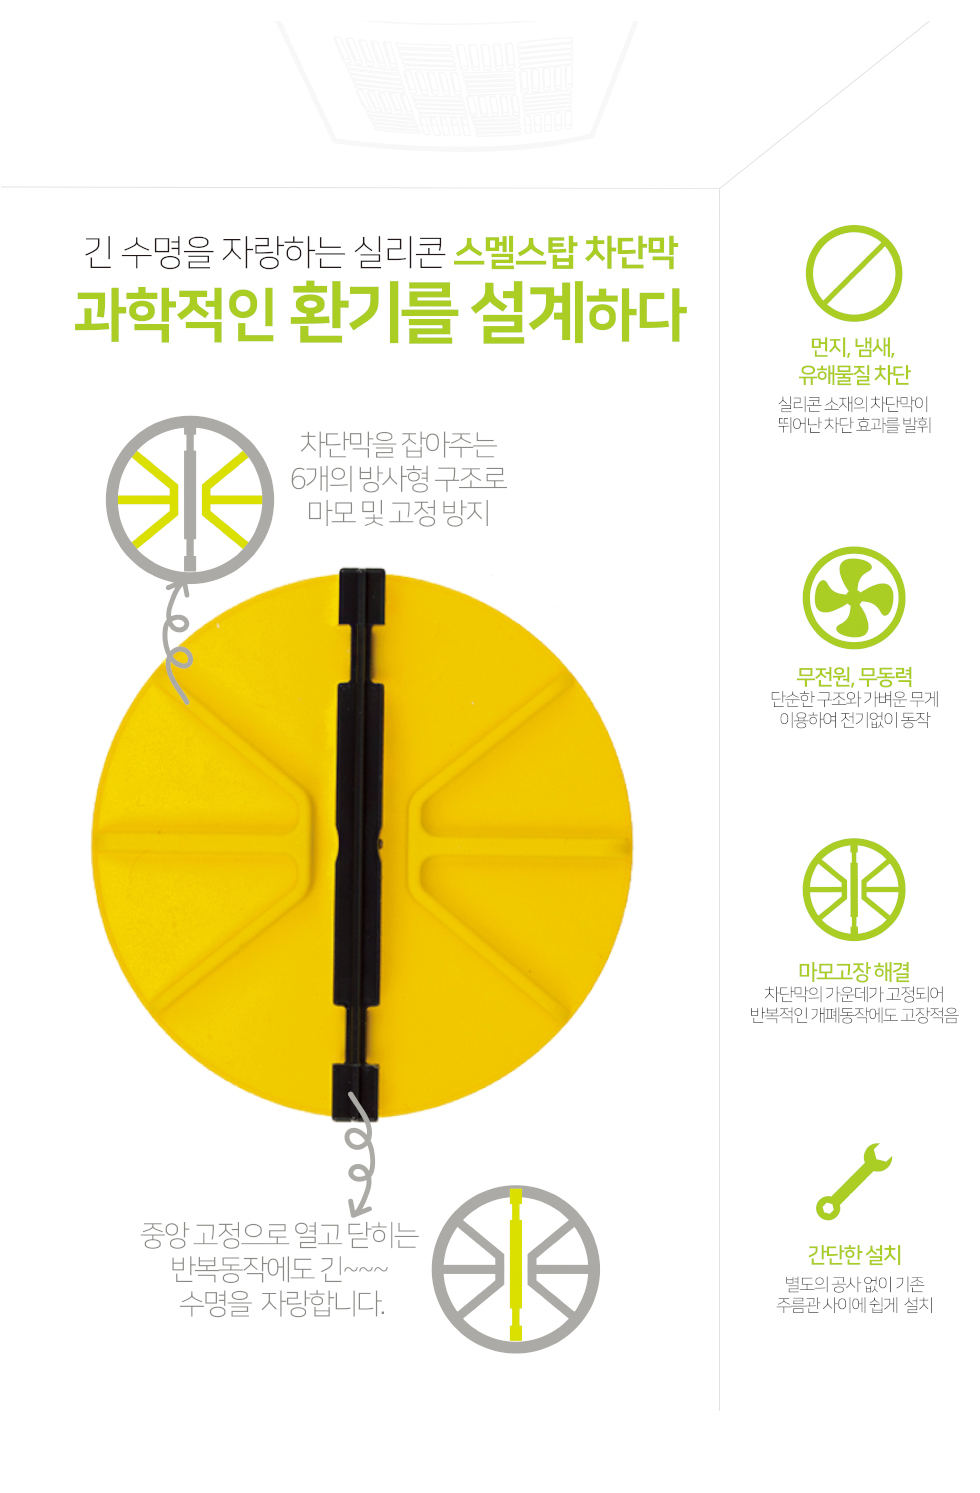 긴 수명을 자랑하는 실리콘 스멜스탑 차단막
과학적인 환기를 설계하다
차단막을 잡아주는
6개의 방사형 구조로
마모 및 고정 방지
중앙 고정으로 열고 닫히는
반복동작에도 긴~~~
수명을 자랑합니다.
먼지, 냄새,
유해물질 차단
실리콘 소재의 차단막이
뛰어난 차단 효과를 발휘
무전원, 무동력
단순한 구조와 가벼운 무게
이용하여 전기없이 동작
마모고장 해결
차단막의 가운데가 고정되어
반복적인 개폐동작에도 고장적음
간단한 설치
별도의 공사 없이 기존
주름관 사이에 쉽게 설치